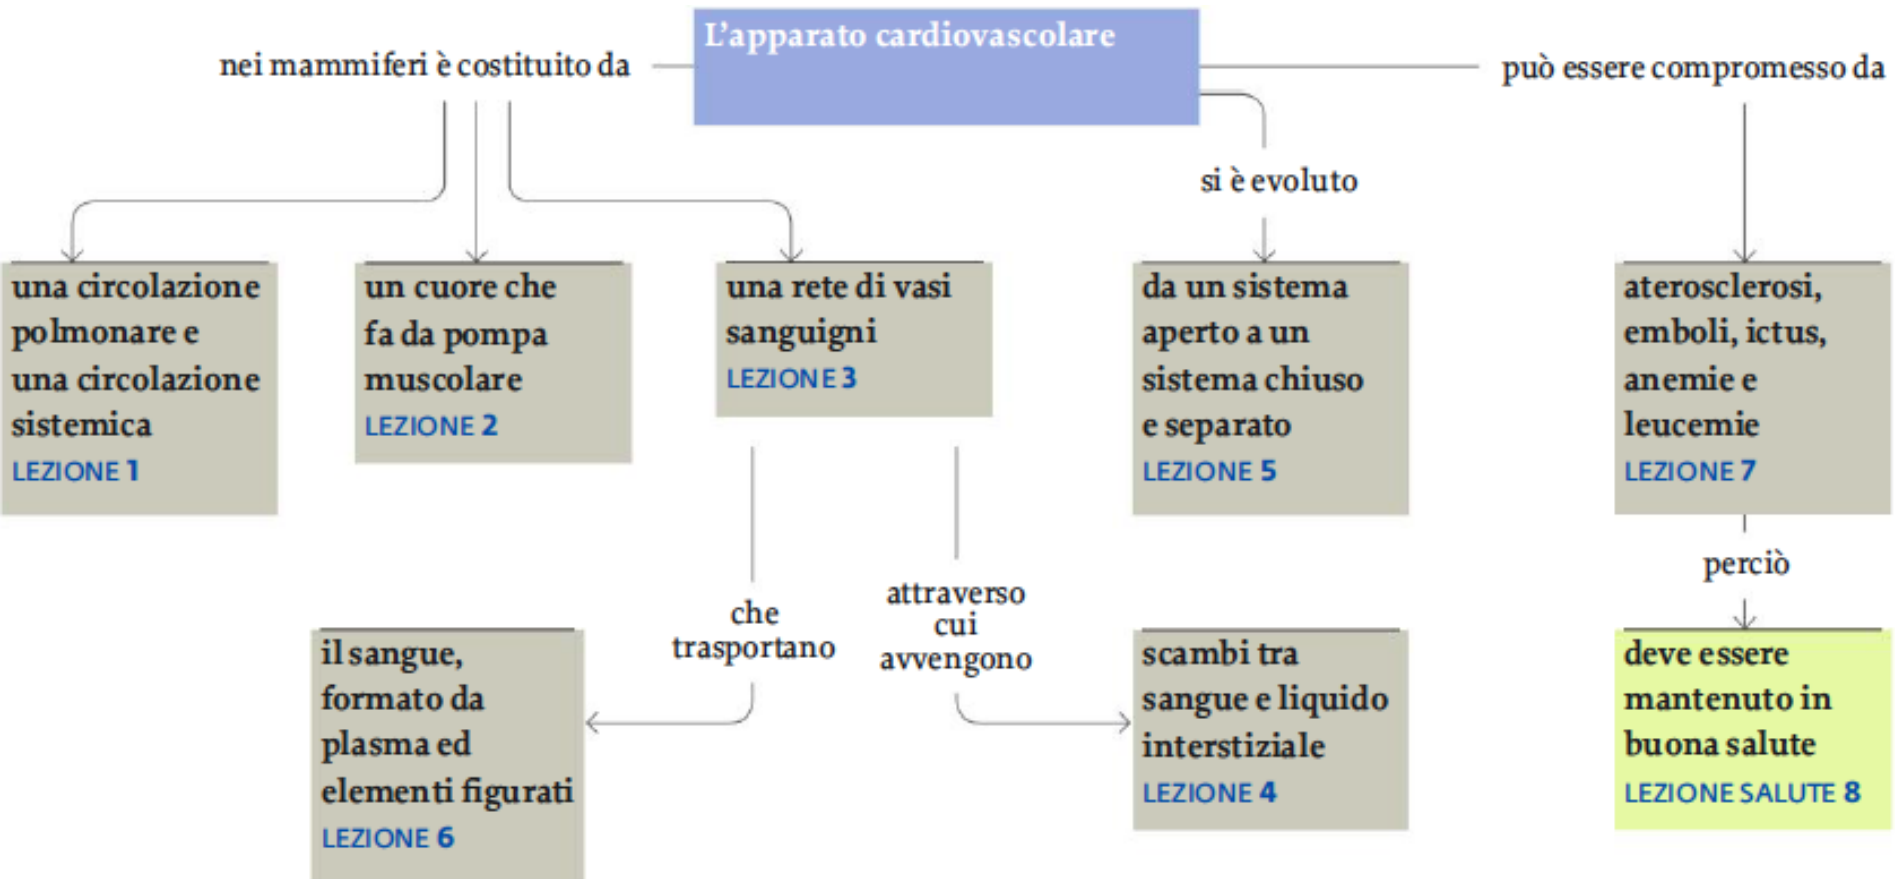 L'apparato cardiovascolare
nei mammiferi è costituito da
può essere compromesso da
si è evoluto
una circolazione
polmonare e
una circolazione
sistemica
LEZIONE 1
un cuore che
fa da pompa
muscolare
LEZIONE 2
una rete di vasi
sanguigni
LEZIONE 3
da un sistema
aperto a un
sistema chiuso
e separato
LEZIONE 5
aterosclerosi,
emboli, ictus,
anemie e
leucemie
LEZIONE 7
che
trasportano
attraverso
cui
avvengono
perciò
il sangue,
formato da
plasma ed
elementi figurati
LEZIONE 6
scambi tra
sangue e liquido
interstiziale
LEZIONE 4
deve essere
mantenuto in
buona salute
LEZIONE SALUTE 8